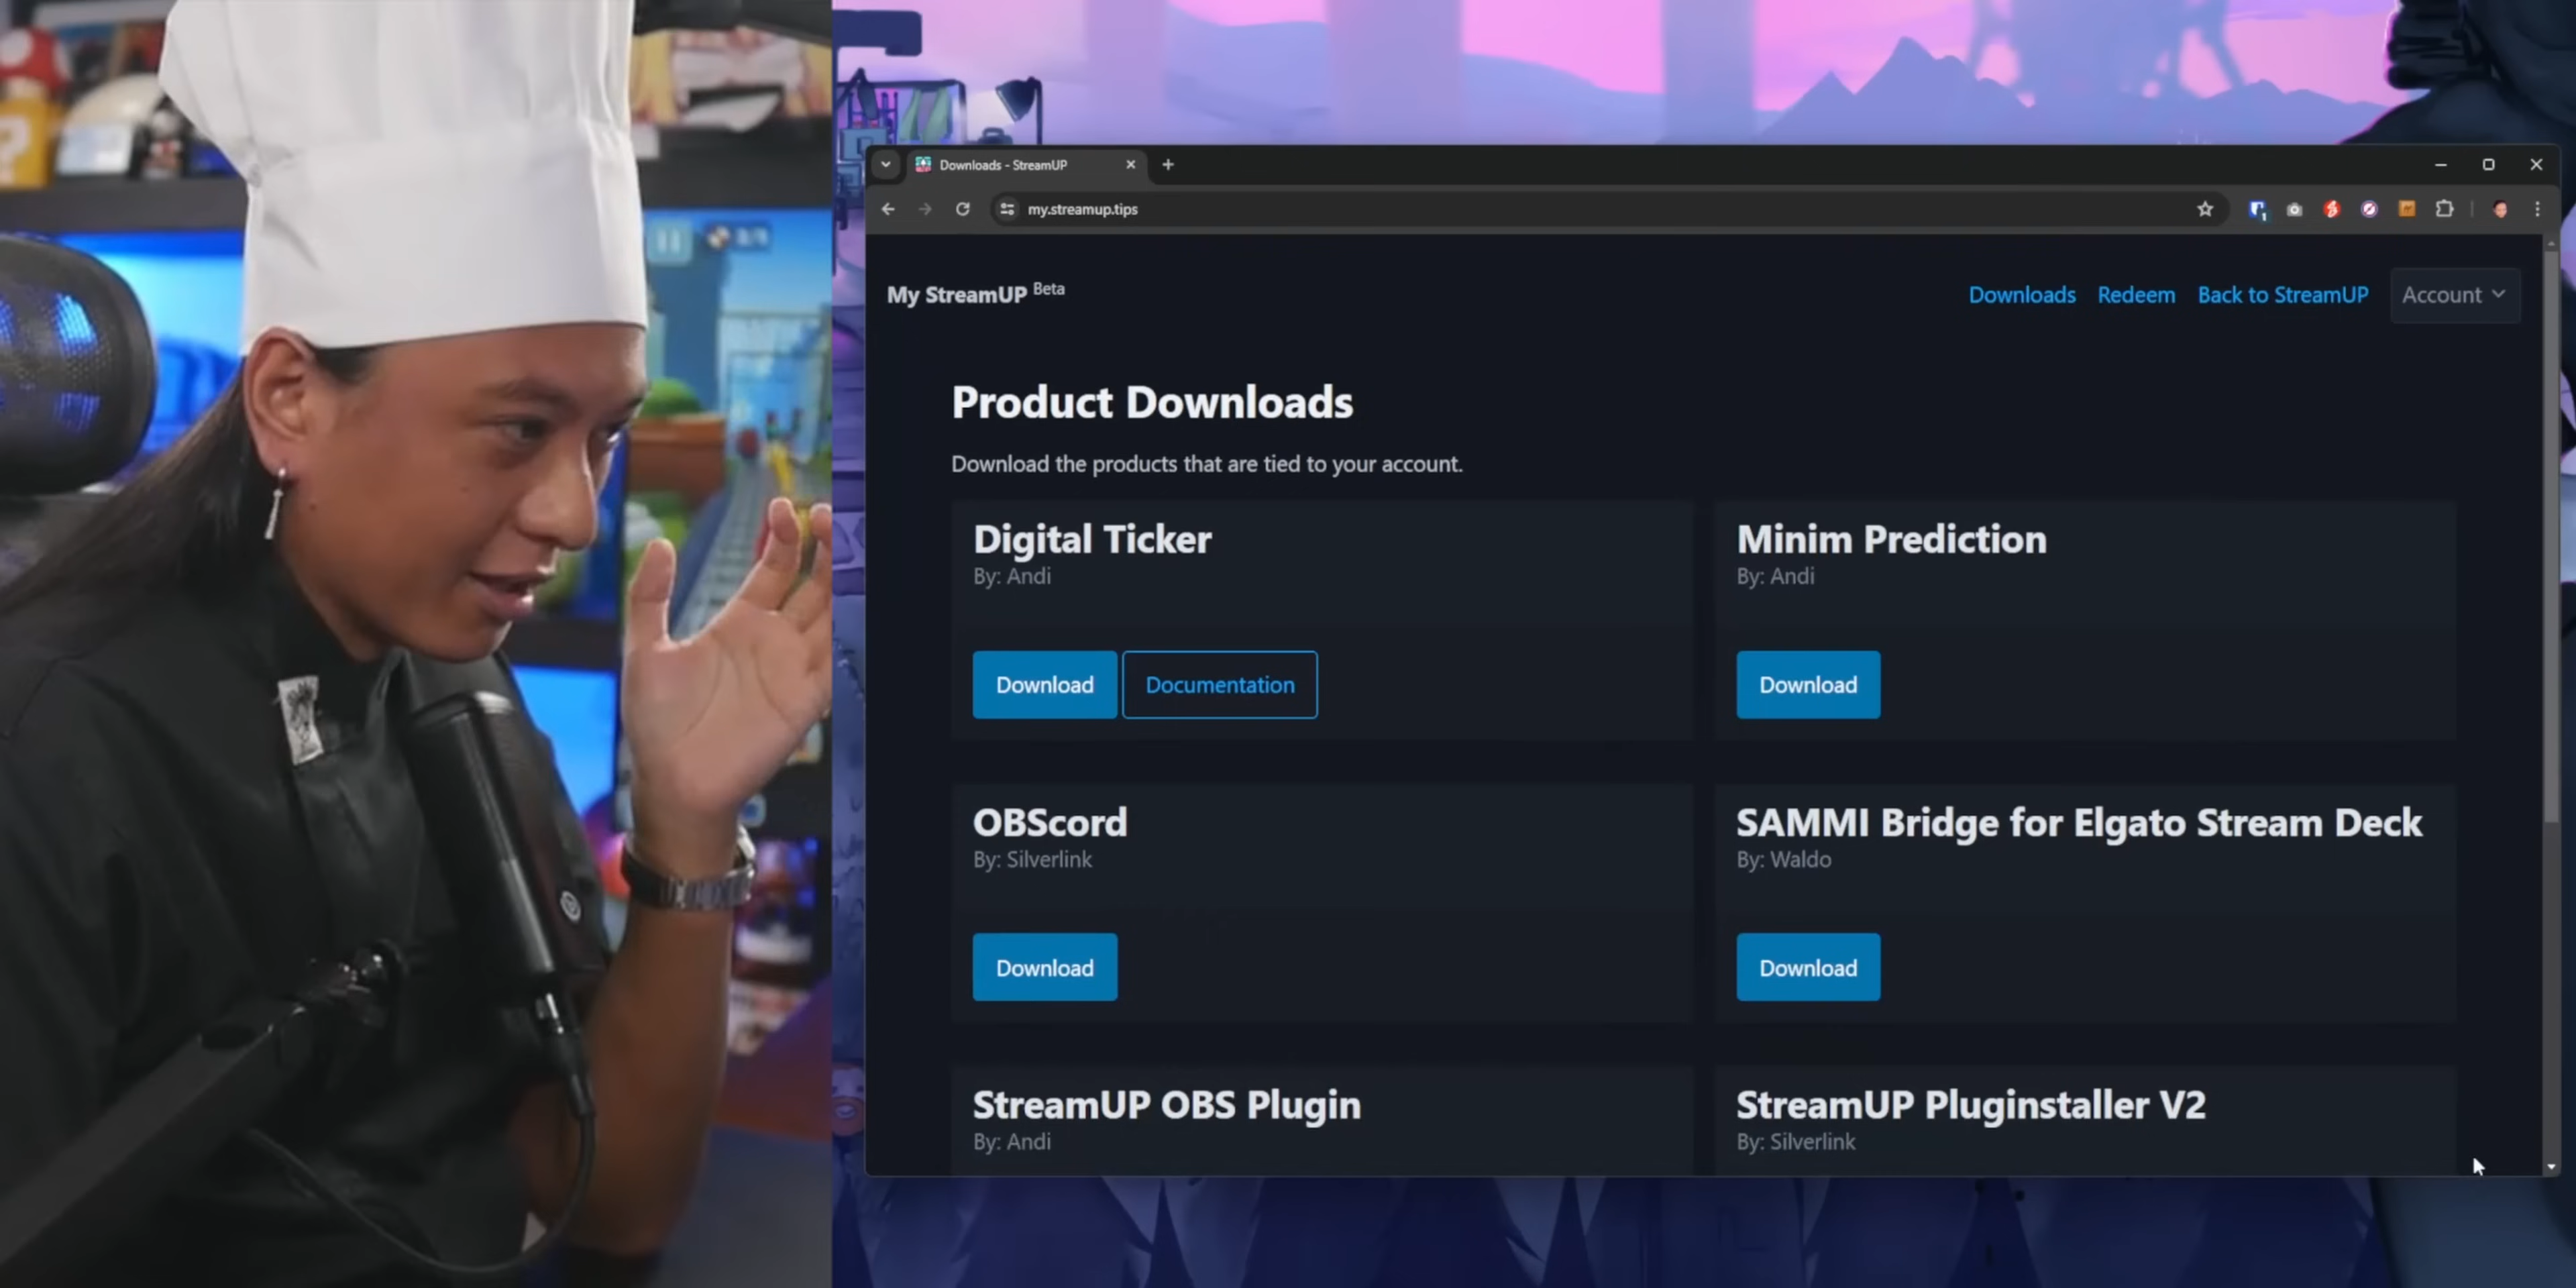 Downloads - StreamUP
my.streamup.tips
My StreamUP Beta
Downloads
Redeem
Back to StreamUP
Account
Product Downloads
Download the products that are tied to your account.
Digital Ticker
By: Andi
Download
Documentation
Minim Prediction
By: Andi
Download
OBScord
By: Silverlink
Download
SAMMI Bridge for Elgato Stream Deck
By: Waldo
Download
StreamUP OBS Plugin
By: Andi
StreamUP Pluginstaller V2
By: Silverlink